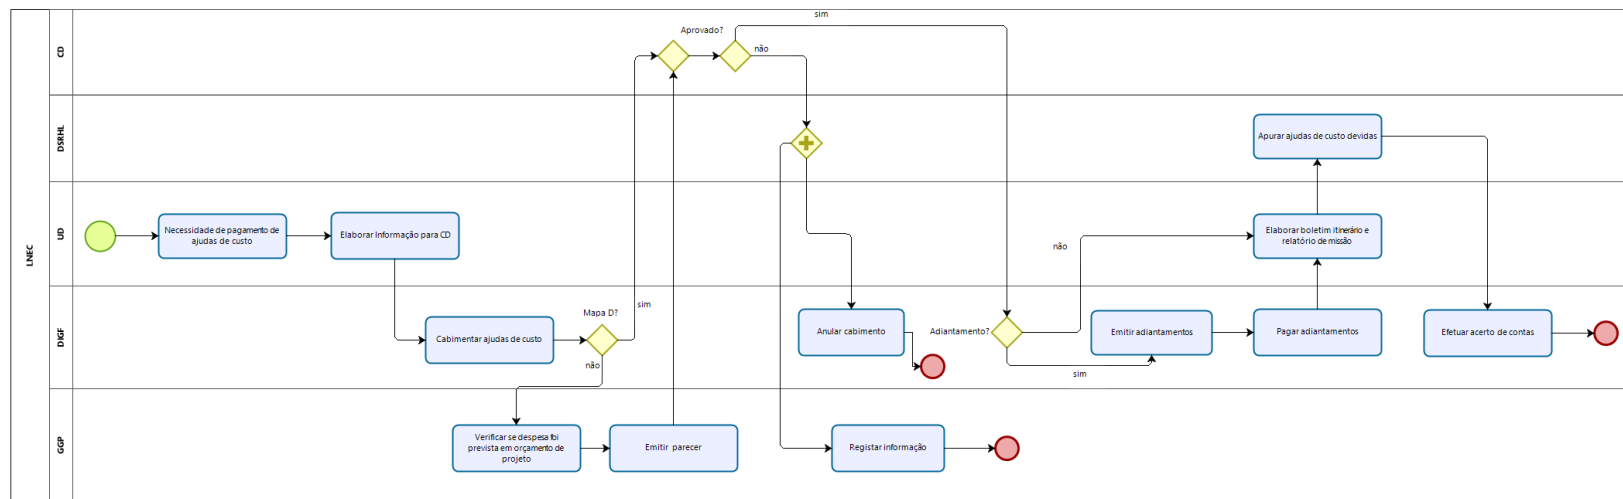 sim
Aprovado?
CD
não
DSRHL
Apurar ajudas de custo devidas
LNEC
UD
Necessidade de pagamento de
ajudas de custo
Elaborar Informação para CD
Elaborar boletim itinerário e
relatório de missão
não
sim
DIGF
Mapa D?
Cabimentar ajudas de custo
não
Anular cabimento
Adiantamento?
Emitir adiantamentos
Pagar adiantamentos
Efetuar acerto de contas
sim
GGP
Verificar se despesa foi
prevista em orçamento de
projeto
Emitir parecer
Registar informação